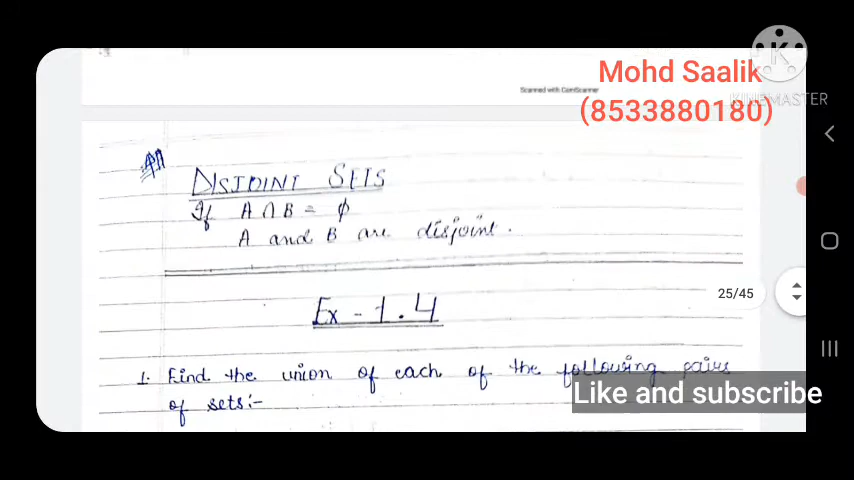 Mohd Saalik
(8533880180)
KINEMASTER
Scanned with CamScanner
DISJOINT SETS
If A ∩ B = ϕ
A and B are disjoint.
Ex - 1.4
25/45
1. Find the union of each of the following pairs
of sets:-
Like and subscribe